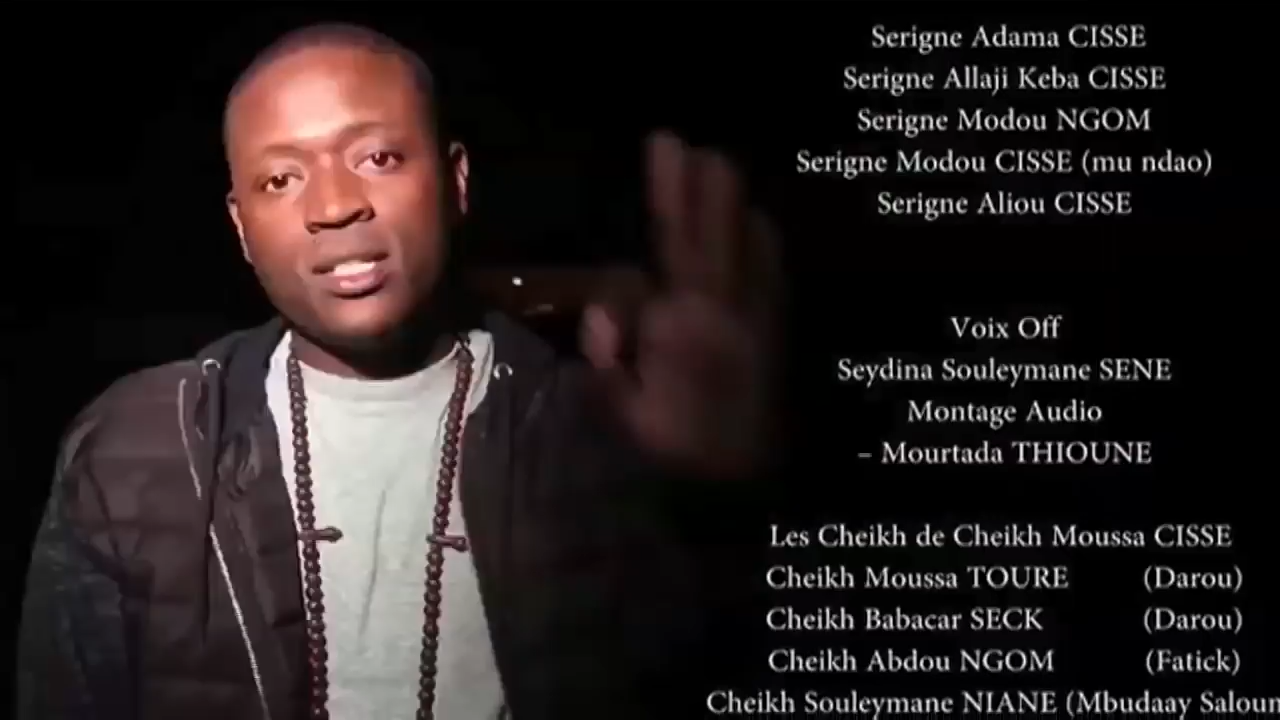 Serigne Adama CISSE
Serigne Allaji Keba CISSE
Serigne Modou NGOM
Serigne Modou CISSE (mu ndao)
Serigne Aliou CISSE
Voix Off
Seydina Souleymane SENE
Montage Audio
– Mourtada THIOUNE
Les Cheikh de Cheikh Moussa CISSE
Cheikh Moussa TOURE (Darou)
Cheikh Babacar SECK (Darou)
Cheikh Abdou NGOM (Fatick)
Cheikh Souleymane NIANE (Mbudaay Saloun